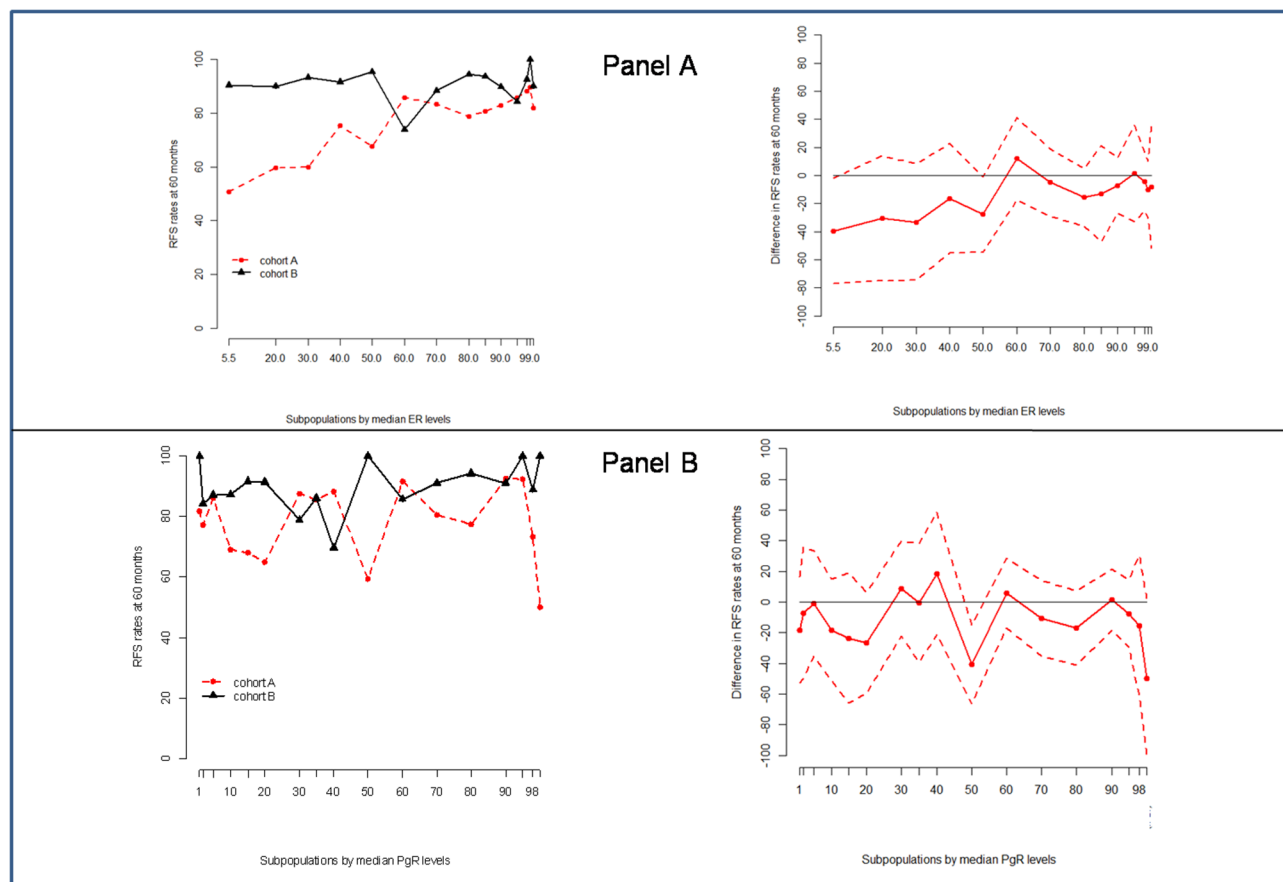 Panel A
RFS rates at 60 months
100
80
60
40
20
0
cohort A
cohort B
5.5 20.0 30.0 40.0 50.0 60.0 70.0 80.0 90.0 99.0
Subpopulations by median ER levels
Difference in RFS rates at 60 months
100
80
60
40
20
0
-20
-40
-60
-80
-100
5.5 20.0 30.0 40.0 50.0 60.0 70.0 80.0 90.0 99.0
Subpopulations by median ER levels
Panel B
RFS rates at 60 months
100
80
60
40
20
0
cohort A
cohort B
1 10 20 30 40 50 60 70 80 90 98
Subpopulations by median PgR levels
Difference in RFS rates at 60 months
100
80
60
40
20
0
-20
-40
-60
-80
-100
1 10 20 30 40 50 60 70 80 90 98
Subpopulations by median PgR levels